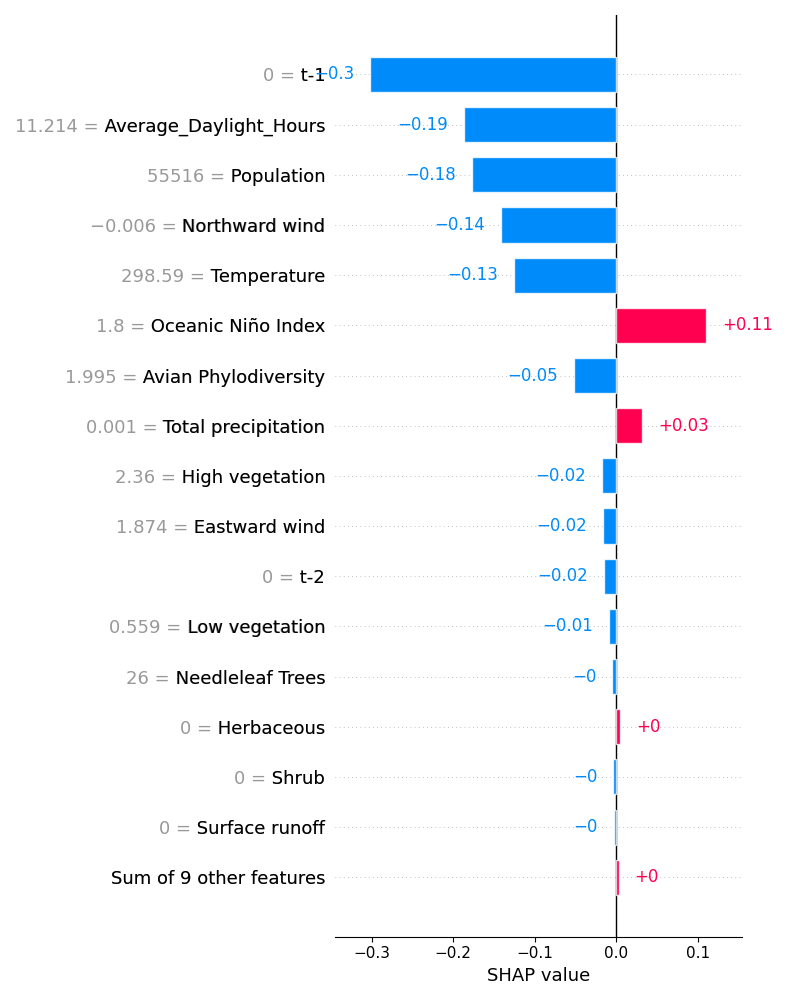 0 = t-1 −0.3
11.214 = Average_Daylight_Hours −0.19
55516 = Population −0.18
−0.006 = Northward wind −0.14
298.59 = Temperature −0.13
1.8 = Oceanic Niño Index +0.11
1.995 = Avian Phylodiversity −0.05
0.001 = Total precipitation +0.03
2.36 = High vegetation −0.02
1.874 = Eastward wind −0.02
0 = t-2 −0.02
0.559 = Low vegetation −0.01
26 = Needleleaf Trees −0
0 = Herbaceous +0
0 = Shrub −0
0 = Surface runoff −0
Sum of 9 other features +0
−0.3 −0.2 −0.1 0.0 0.1
SHAP value